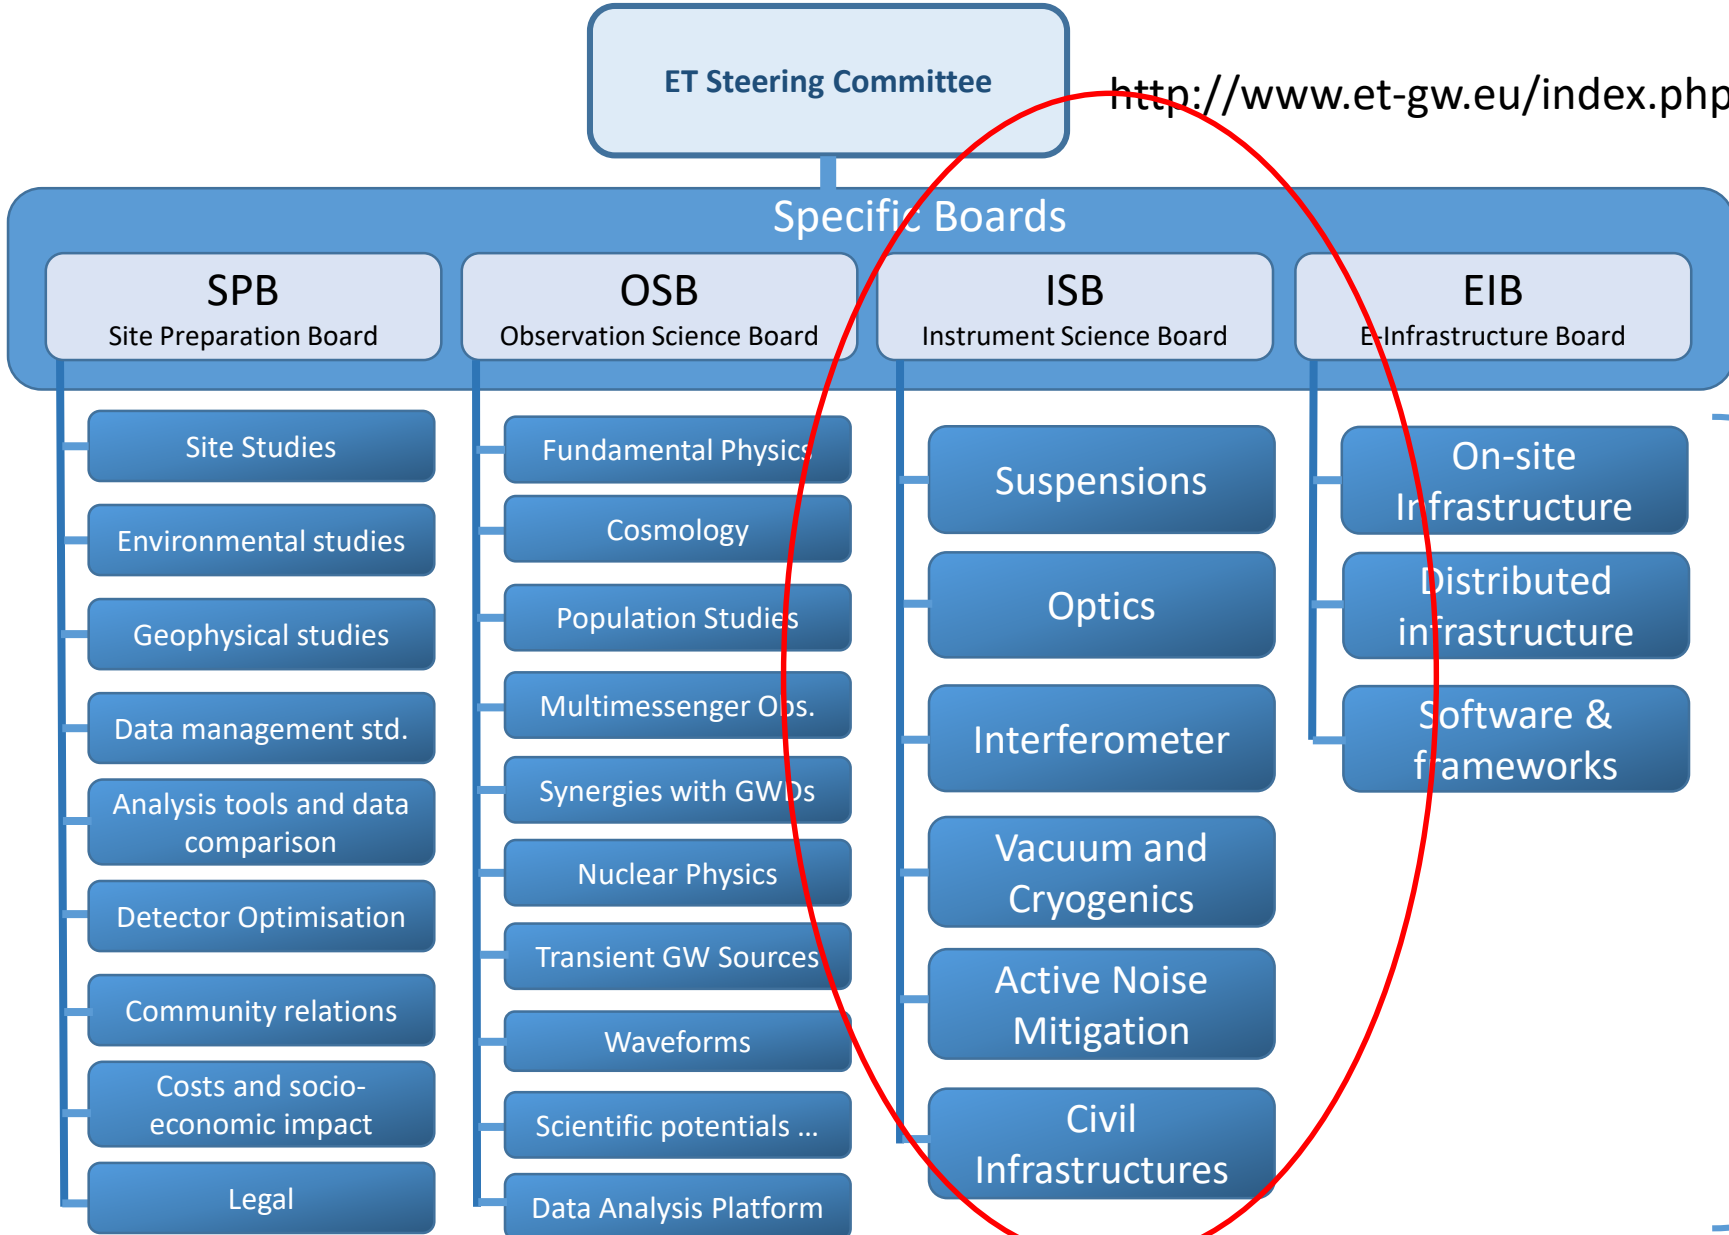 ET Steering Committee
http://www.et-gw.eu/index.php
Specific Boards
SPB
Site Preparation Board
Site Studies
Environmental studies
Geophysical studies
Data management std.
Analysis tools and data
comparison
Detector Optimisation
Community relations
Costs and socio-
economic impact
Legal
OSB
Observation Science Board
Fundamental Physics
Cosmology
Population Studies
Multimessenger Obs.
Synergies with GWDs
Nuclear Physics
Transient GW Sources
Waveforms
Scientific potentials ...
Data Analysis Platform
ISB
Instrument Science Board
Suspensions
Optics
Interferometer
Vacuum and
Cryogenics
Active Noise
Mitigation
Civil
Infrastructures
EIB
E-Infrastructure Board
On-site
Infrastructure
Distributed
infrastructure
Software &
frameworks